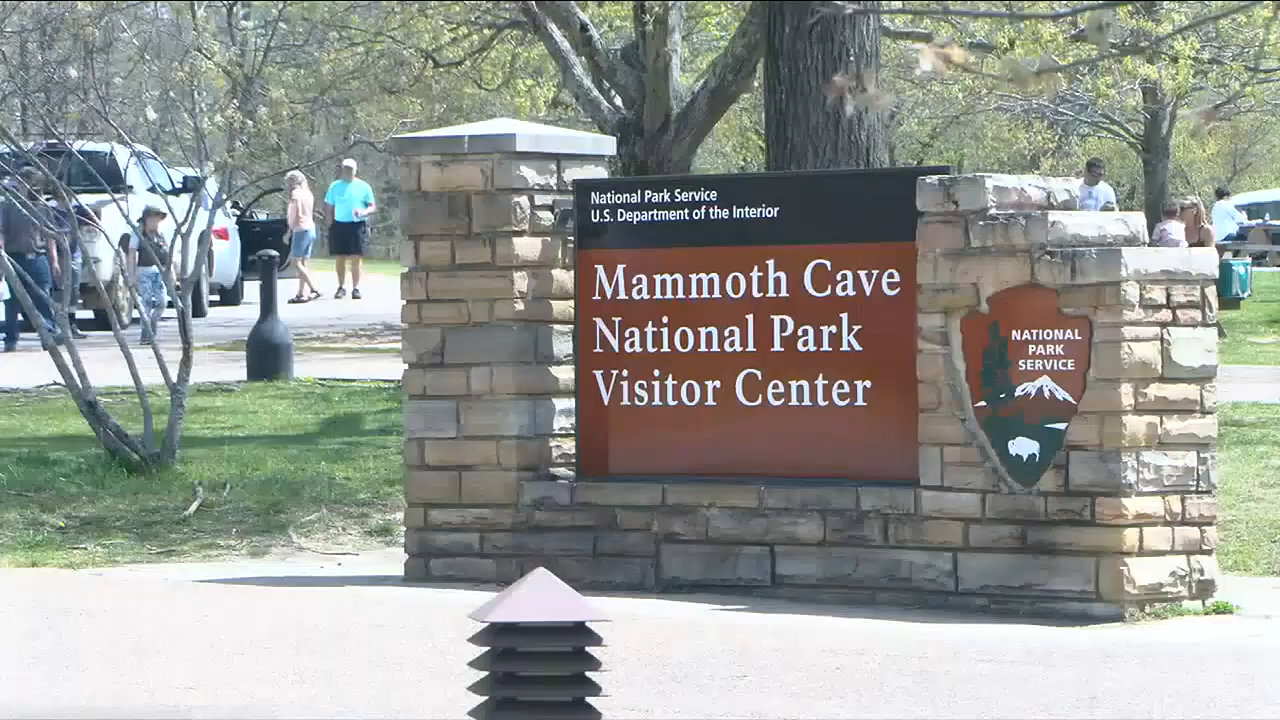 National Park Service
U.S. Department of the Interior
Mammoth Cave
National Park
Visitor Center
NATIONAL
PARK
SERVICE